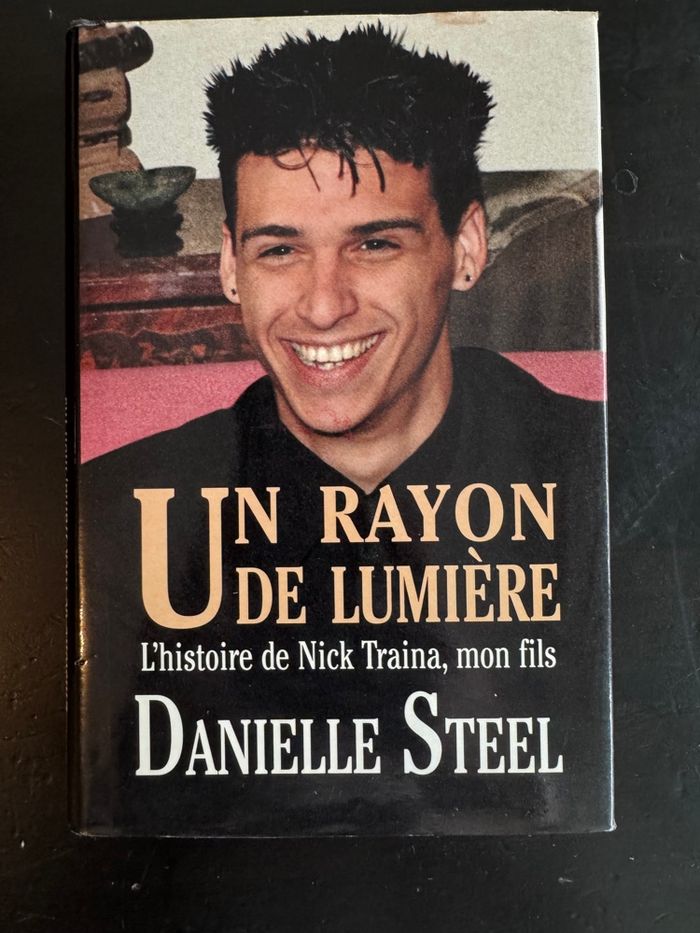 UN RAYON
DE LUMIÈRE
L'histoire de Nick Traina, mon fils
DANIELLE STEEL